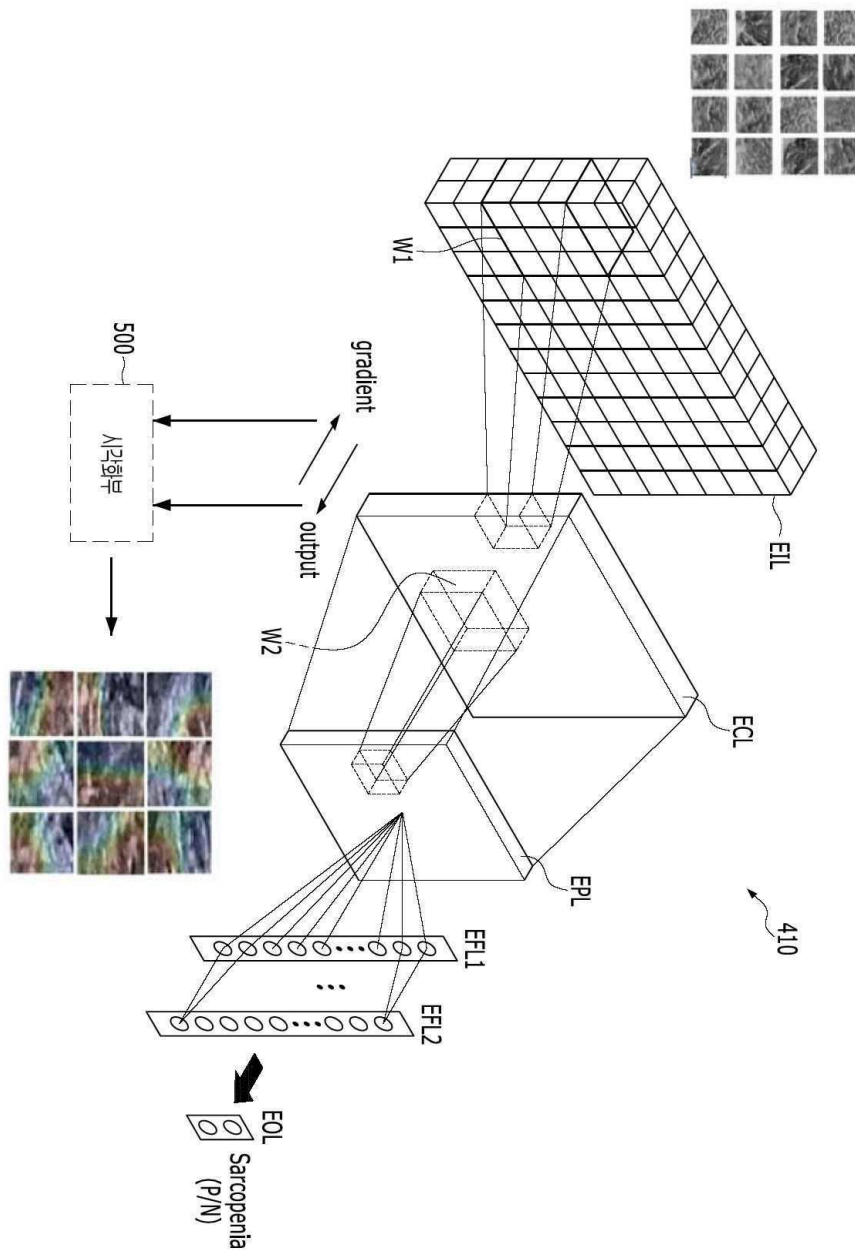 410
EIL
W1
ECL
W2
EPL
EFL1
EFL2
EOL
Sarcopenia
(P/N)
gradient
output
500
시각화부